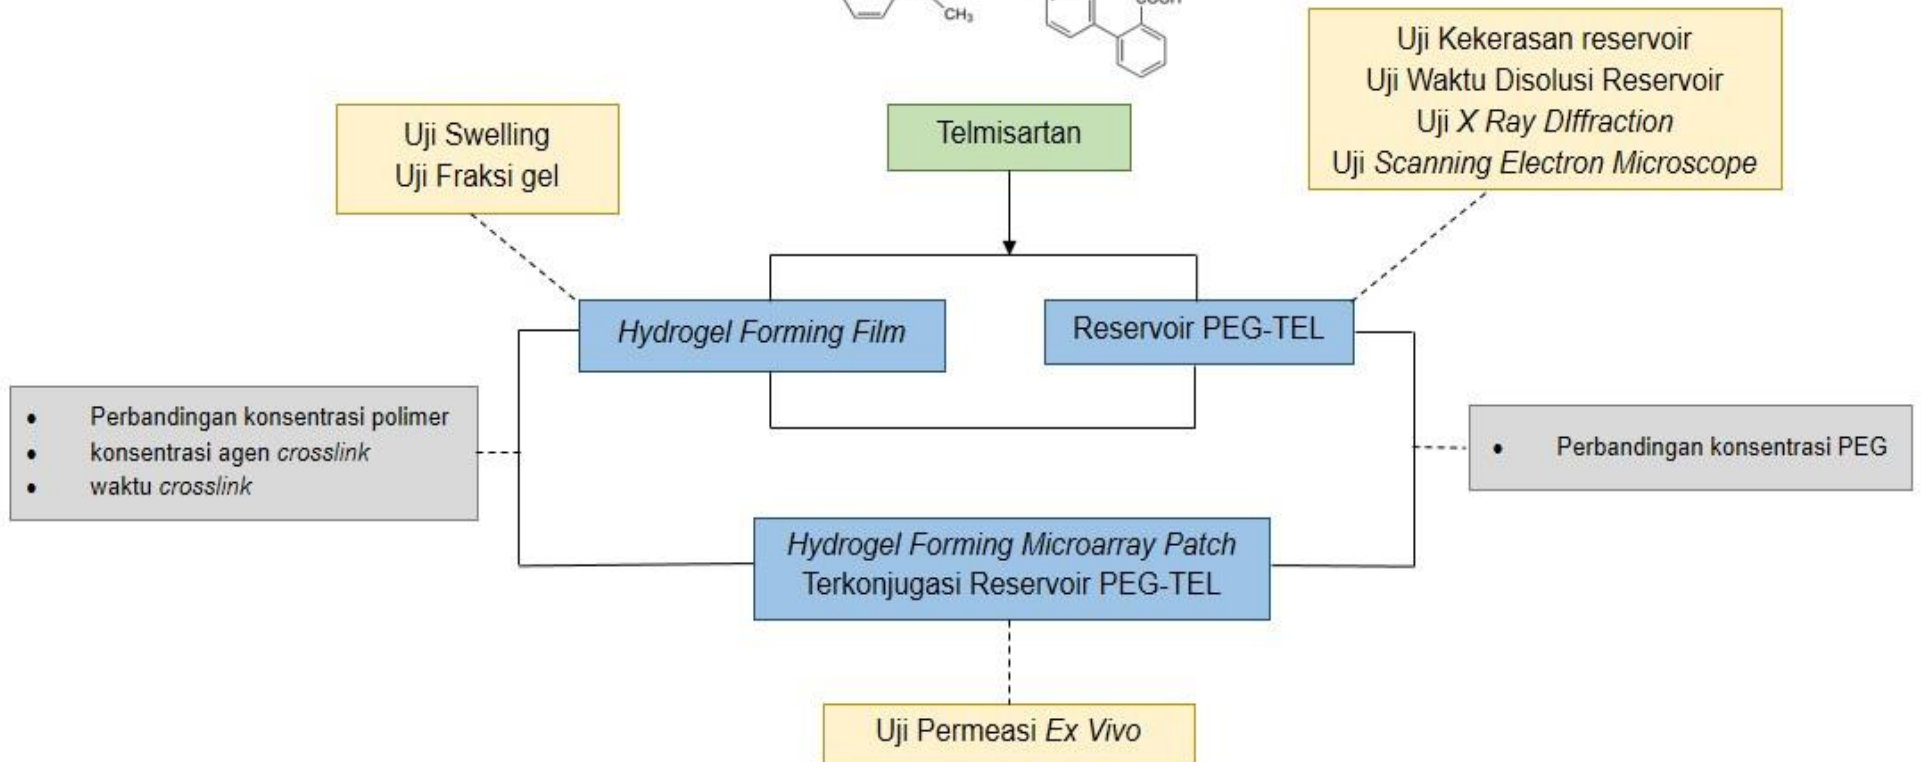 CH₃
COOH
Uji Kekerasan reservoir
Uji Waktu Disolusi Reservoir
Uji X Ray DIffraction
Uji Scanning Electron Microscope
Uji Swelling
Uji Fraksi gel
Telmisartan
Hydrogel Forming Film
Reservoir PEG-TEL
• Perbandingan konsentrasi polimer
• konsentrasi agen crosslink
• waktu crosslink
• Perbandingan konsentrasi PEG
Hydrogel Forming Microarray Patch
Terkonjugasi Reservoir PEG-TEL
Uji Permeasi Ex Vivo